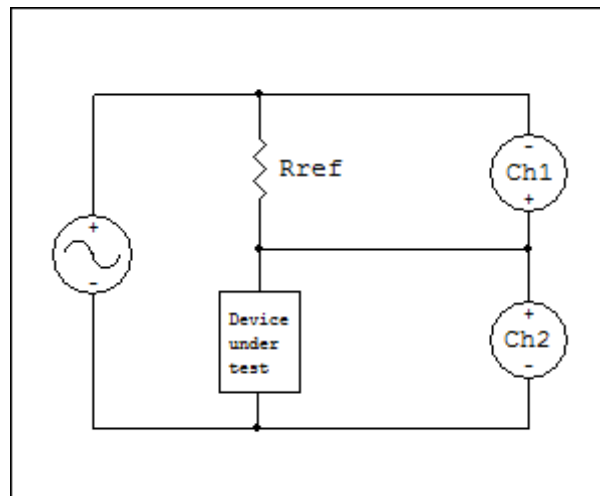 +
-
Rref
Device
under
test
-
Ch1
+
+
Ch2
-